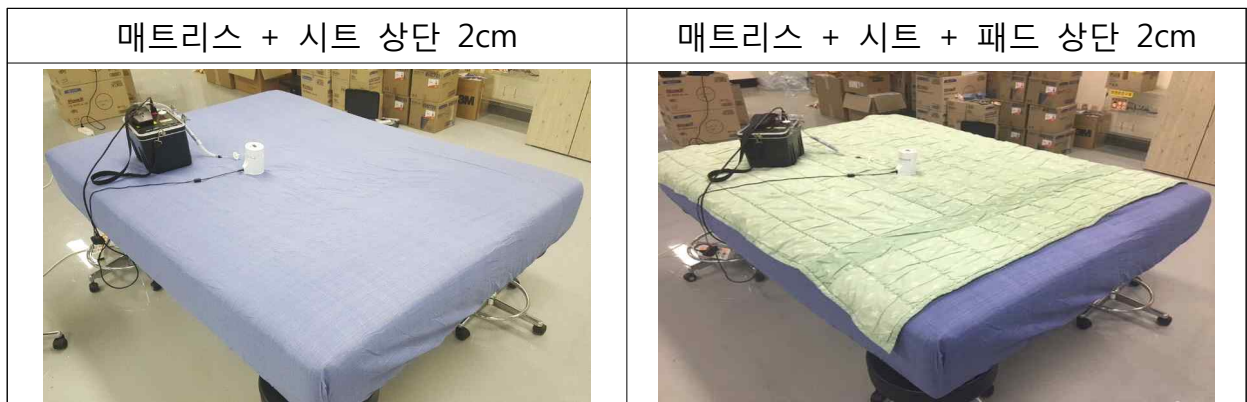 매트리스 + 시트 상단 2cm
매트리스 + 시트 + 패드 상단 2cm